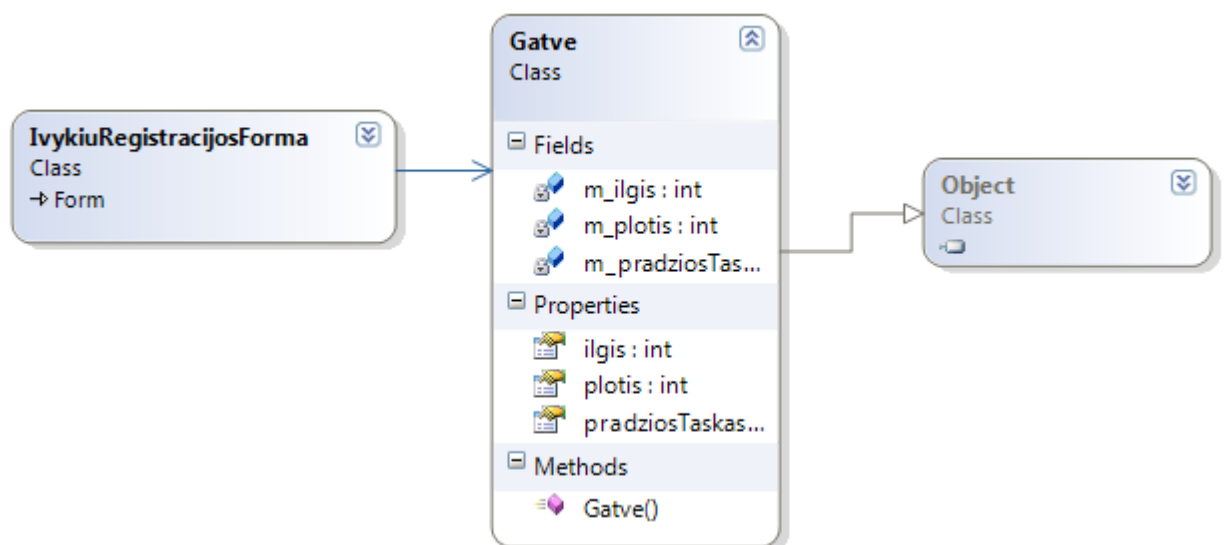 IvykiuRegistracijosForma
Class
Form
Gatve
Class
Fields
m_ilgis : int
m_plotis : int
m_pradziosTas...
Properties
ilgis : int
plotis : int
pradziosTaskas...
Methods
Gatve()
Object
Class